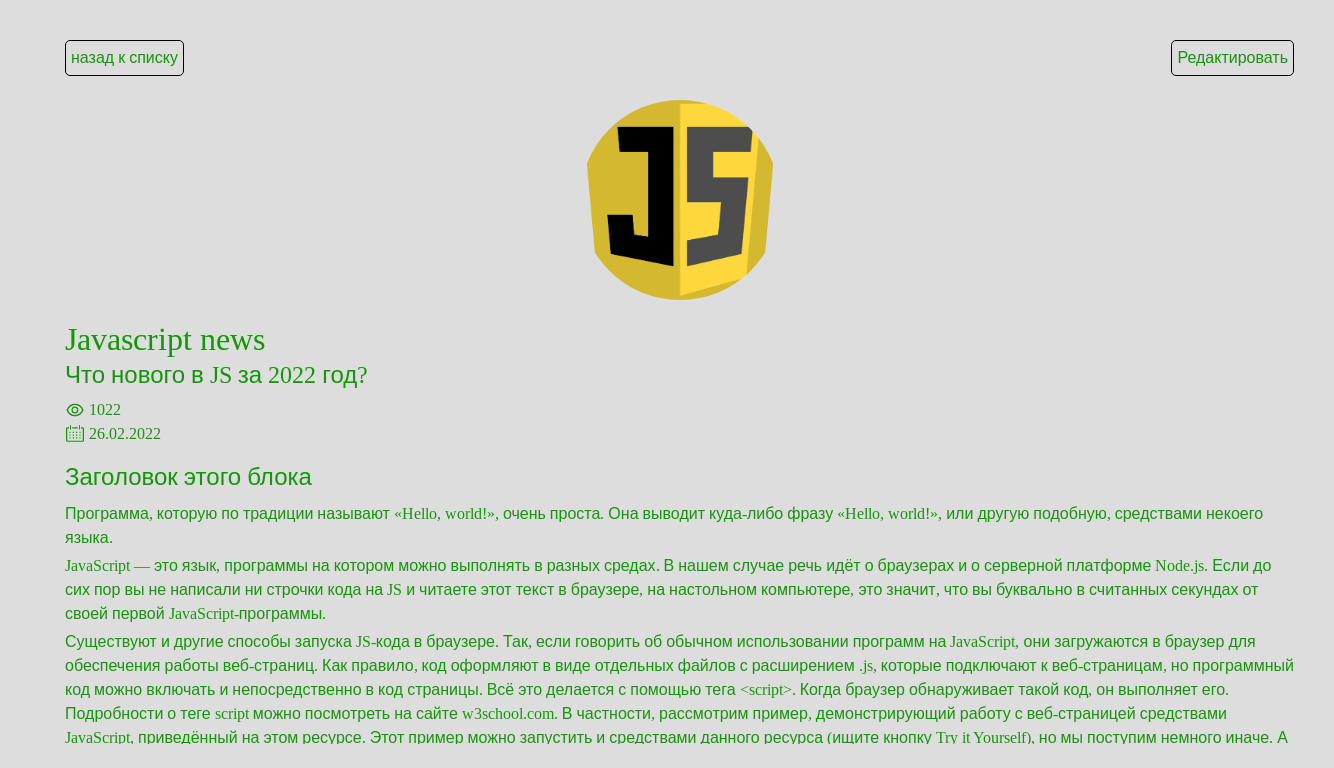 назад к списку
Редактировать
JS
Javascript news
Что нового в JS за 2022 год?
1022
26.02.2022
Заголовок этого блока
Программа, которую по традиции называют «Hello, world!», очень проста. Она выводит куда-либо фразу «Hello, world!», или другую подобную, средствами некоего
языка.
JavaScript — это язык, программы на котором можно выполнять в разных средах. В нашем случае речь идёт о браузерах и о серверной платформе Node.js. Если до
сих пор вы не написали ни строчки кода на JS и читаете этот текст в браузере, на настольном компьютере, это значит, что вы буквально в считанных секундах от
своей первой JavaScript-программы.
Существуют и другие способы запуска JS-кода в браузере. Так, если говорить об обычном использовании программ на JavaScript, они загружаются в браузер для
обеспечения работы веб-страниц. Как правило, код оформляют в виде отдельных файлов с расширением .js, которые подключают к веб-страницам, но программный
код можно включать и непосредственно в код страницы. Всё это делается с помощью тега <script>. Когда браузер обнаруживает такой код, он выполняет его.
Подробности о теге script можно посмотреть на сайте w3school.com. В частности, рассмотрим пример, демонстрирующий работу с веб-страницей средствами
JavaScript, приведённый на этом ресурсе. Этот пример можно запустить и средствами данного ресурса (ищите кнопку Try it Yourself), но мы поступим немного иначе. А